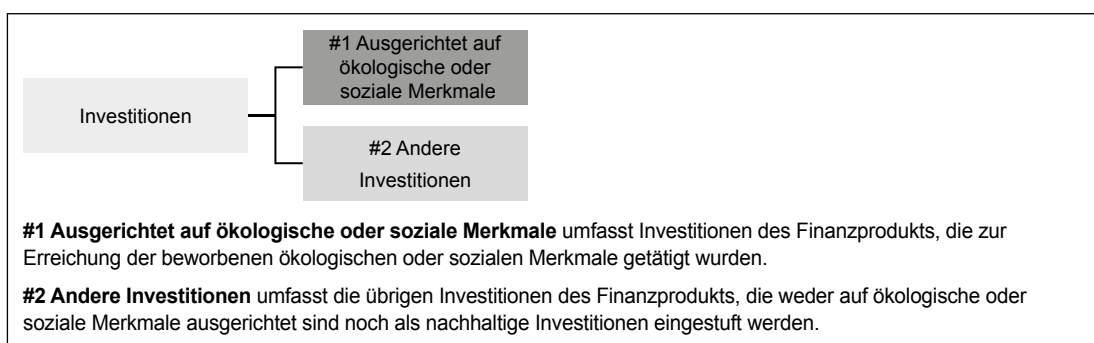 #1 Ausgerichtet auf
ökologische oder
soziale Merkmale
Investitionen
#2 Andere
Investitionen
#1 Ausgerichtet auf ökologische oder soziale Merkmale umfasst Investitionen des Finanzprodukts, die zur
Erreichung der beworbenen ökologischen oder sozialen Merkmale getätigt wurden.
#2 Andere Investitionen umfasst die übrigen Investitionen des Finanzprodukts, die weder auf ökologische oder
soziale Merkmale ausgerichtet sind noch als nachhaltige Investitionen eingestuft werden.